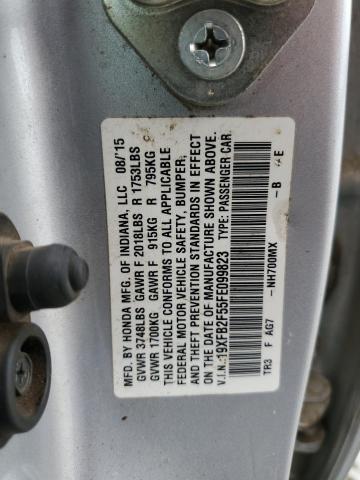 MFD. BY HONDA MFG. OF INDIANA, LLC 08/'15
GVWR 3748LBS GAWR F 2018LBS R 1753LBS
GVWR 1700KG GAWR F 915KG R 795KG
THIS VEHICLE CONFORMS TO ALL APPLICABLE
FEDERAL MOTOR VEHICLE SAFETY, BUMPER,
AND THEFT PREVENTION STANDARDS IN EFFECT
ON THE DATE OF MANUFACTURE SHOWN ABOVE.
V.I.N.:19XFB2F55FE099823 TYPE: PASSENGER CAR
TR3 F AG7 -NH700MX -B E